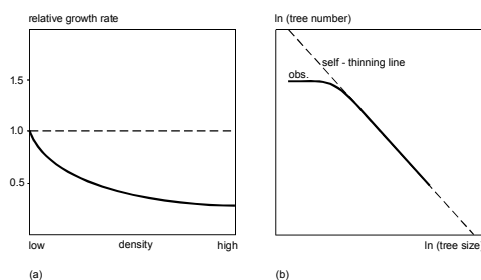 relative growth rate
1.5
1.0
0.5
low density high
(a)
ln (tree number)
self - thinning line
obs.
ln (tree size)
(b)